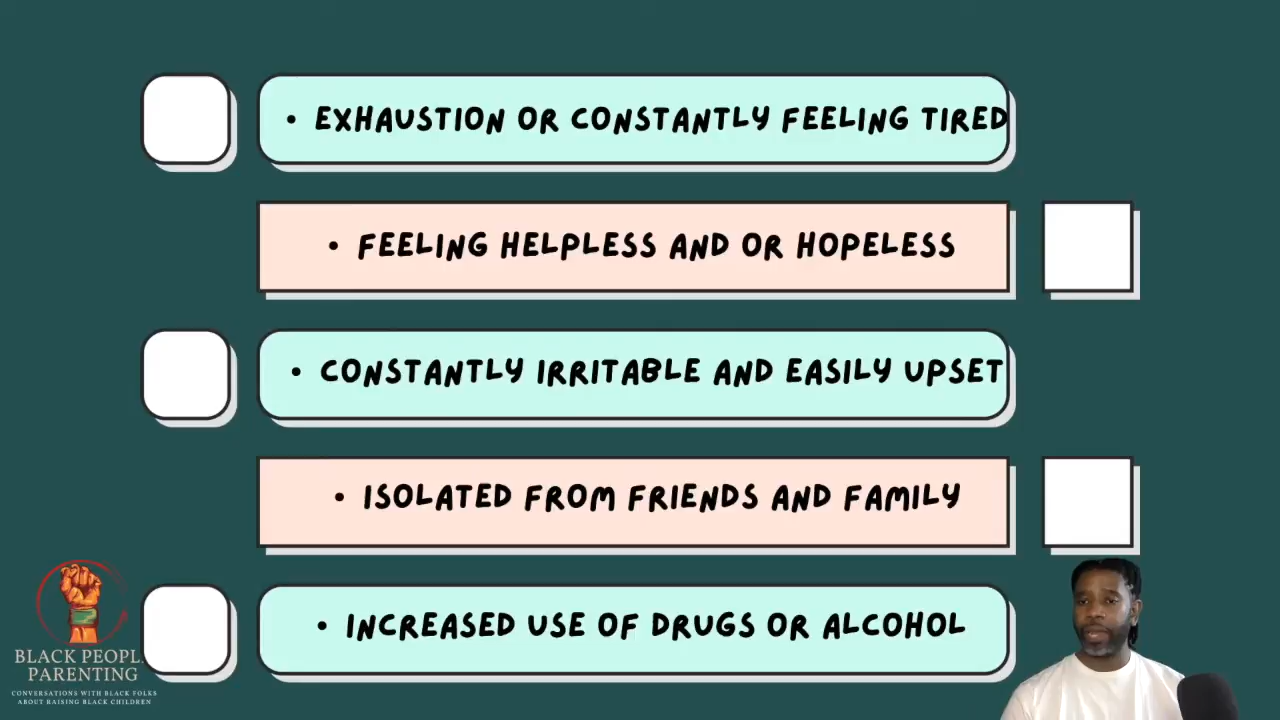 • EXHAUSTION OR CONSTANTLY FEELING TIRED
• FEELING HELPLESS AND OR HOPELESS
• CONSTANTLY IRRITABLE AND EASILY UPSET
• ISOLATED FROM FRIENDS AND FAMILY
• INCREASED USE OF DRUGS OR ALCOHOL
BLACK PEOPL
PARENTING
CONVERSATIONS WITH BLACK FOLKS
ABOUT RAISING BLACK CHILDREN